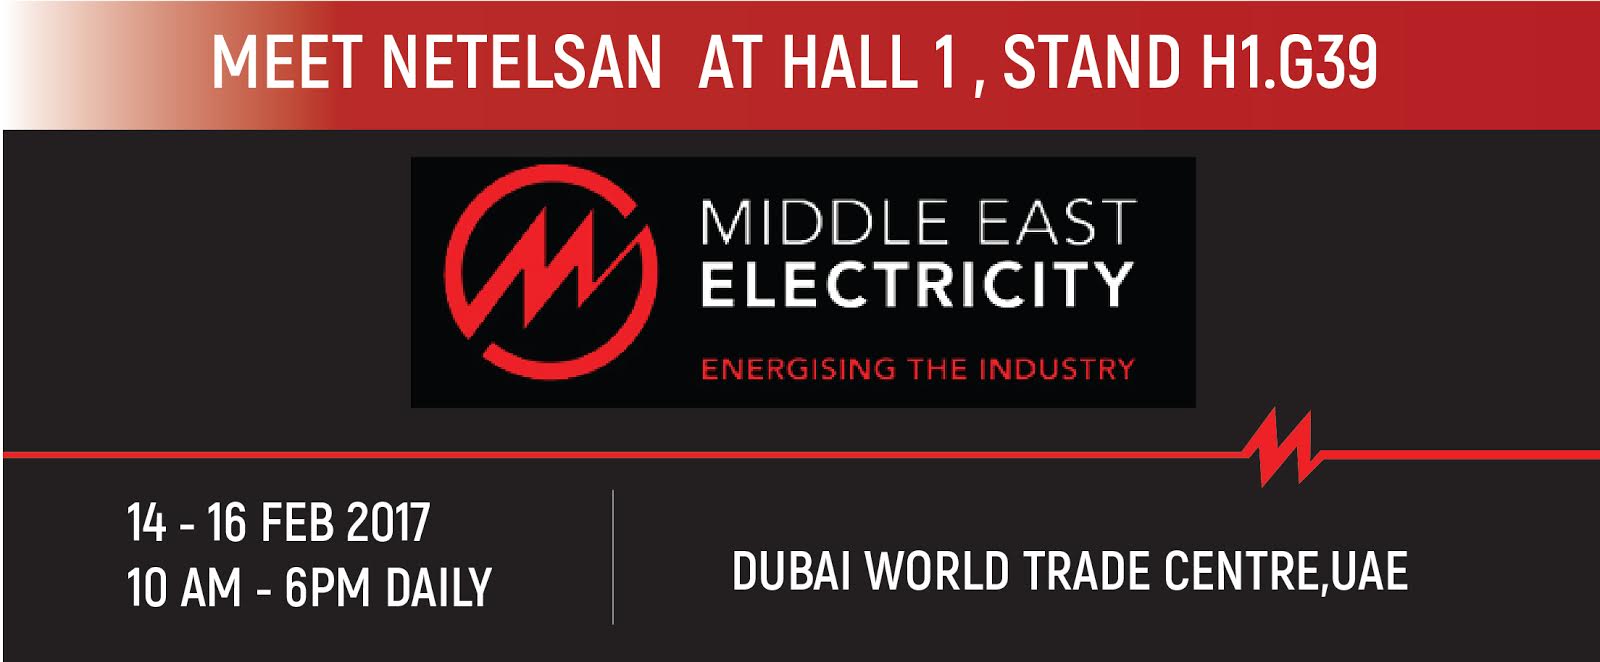 MEET NETELSAN AT HALL 1 , STAND H1.G39
MIDDLE EAST
ELECTRICITY
ENERGISING THE INDUSTRY
14 - 16 FEB 2017
10 AM - 6PM DAILY
DUBAI WORLD TRADE CENTRE,UAE